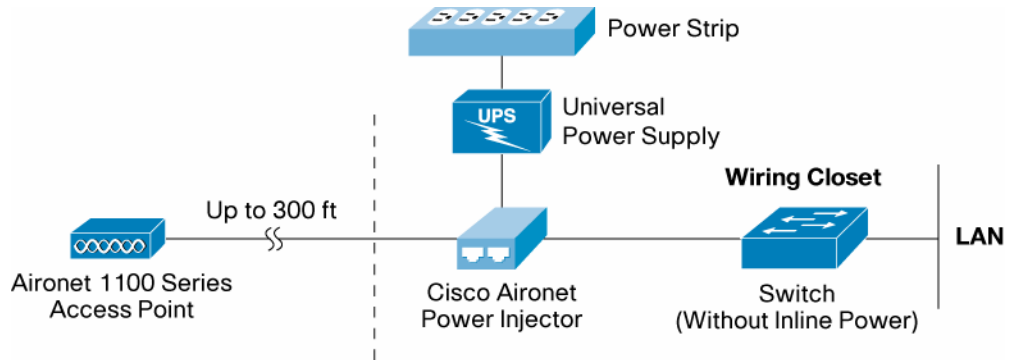 Power Strip
UPS
Universal
Power Supply
Wiring Closet
Up to 300 ft
LAN
Aironet 1100 Series
Access Point
Cisco Aironet
Power Injector
Switch
(Without Inline Power)